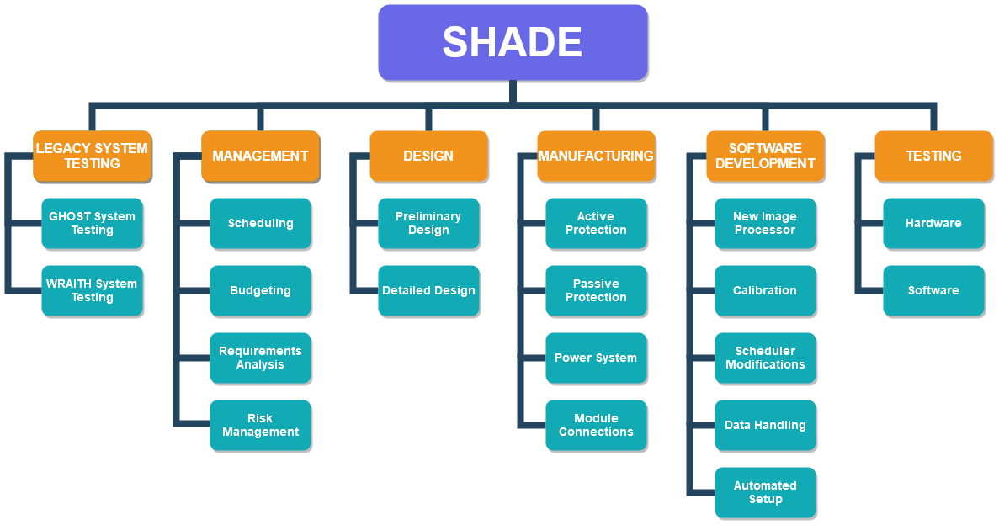 SHADE
LEGACY SYSTEM
TESTING
GHOST System
Testing
WRAITH System
Testing
MANAGEMENT
Scheduling
Budgeting
Requirements
Analysis
Risk
Management
DESIGN
Preliminary
Design
Detailed Design
MANUFACTURING
Active
Protection
Passive
Protection
Power System
Module
Connections
SOFTWARE
DEVELOPMENT
New Image
Processor
Calibration
Scheduler
Modifications
Data Handling
Automated
Setup
TESTING
Hardware
Software